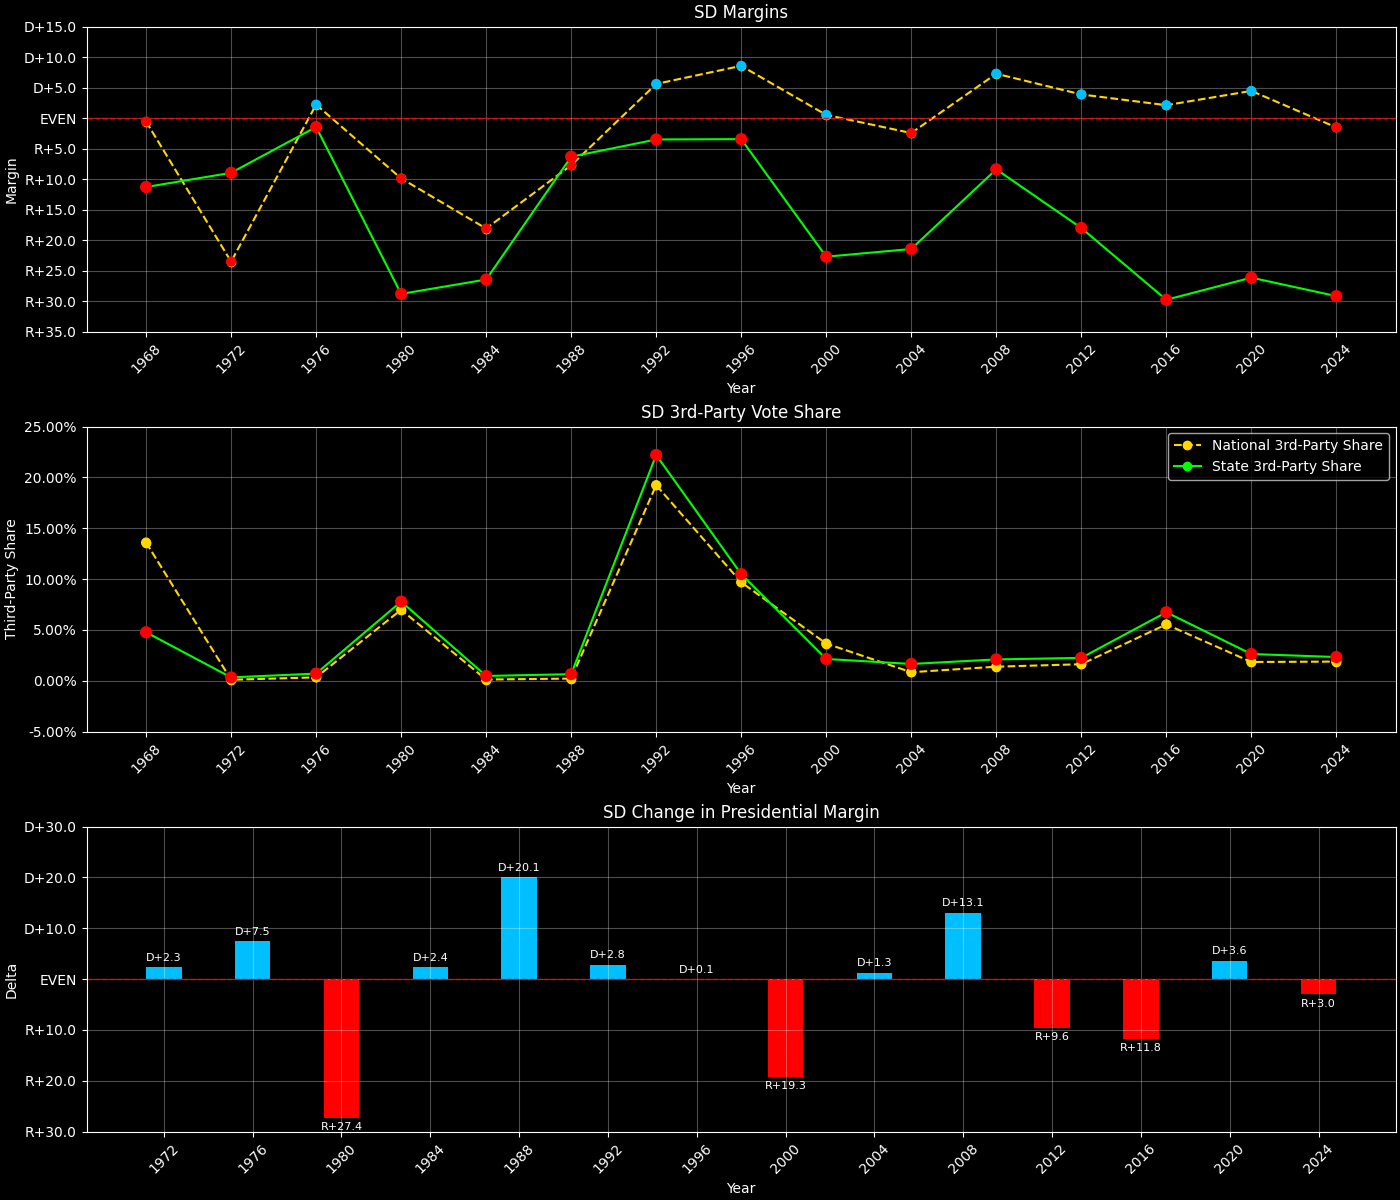 SD Margins
D+15.0
D+10.0
D+5.0
EVEN
R+5.0
R+10.0
R+15.0
R+20.0
R+25.0
R+30.0
R+35.0
Margin
1968 1972 1976 1980 1984 1988 1992 1996 2000 2004 2008 2012 2016 2020 2024
Year
SD 3rd-Party Vote Share
25.00%
20.00%
15.00%
10.00%
5.00%
0.00%
-5.00%
Third-Party Share
National 3rd-Party Share
State 3rd-Party Share
1968 1972 1976 1980 1984 1988 1992 1996 2000 2004 2008 2012 2016 2020 2024
Year
SD Change in Presidential Margin
D+30.0
D+20.0
D+10.0
EVEN
R+10.0
R+20.0
R+30.0
Delta
D+2.3
D+7.5
R+27.4
D+2.4
D+20.1
D+2.8
D+0.1
R+19.3
D+1.3
D+13.1
R+9.6
R+11.8
D+3.6
R+3.0
1972 1976 1980 1984 1988 1992 1996 2000 2004 2008 2012 2016 2020 2024
Year